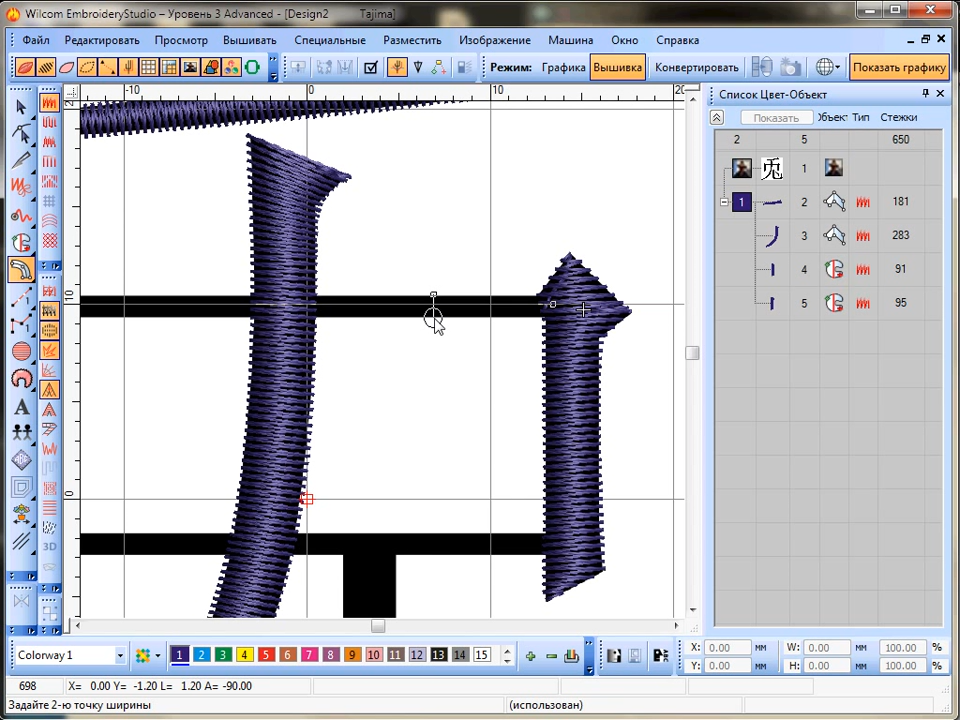 Wilcom EmbroideryStudio – Уровень 3 Advanced - [Design2 Tajima]
Файл Редактировать Просмотр Вышивать Специальные Разместить Изображение Машина Окно Справка
Режим: Графика Вышивка Конвертировать Показать графику
-10 0 10 20
Список Цвет-Объект
Показать Объект Тип Стежки
2 5 650
兎 1
1 2 181
3 283
4 91
5 95
10
0
A
3D
Colorway 1 1 2 3 4 5 6 7 8 9 10 11 12 13 14 15
X: 0.00 мм W: 0.00 мм 100.00 %
Y: 0.00 мм H: 0.00 мм 100.00 %
698 X= 0.00 Y= -1.20 L= 1.20 A= -90.00
Задайте 2-ю точку ширины (использован)